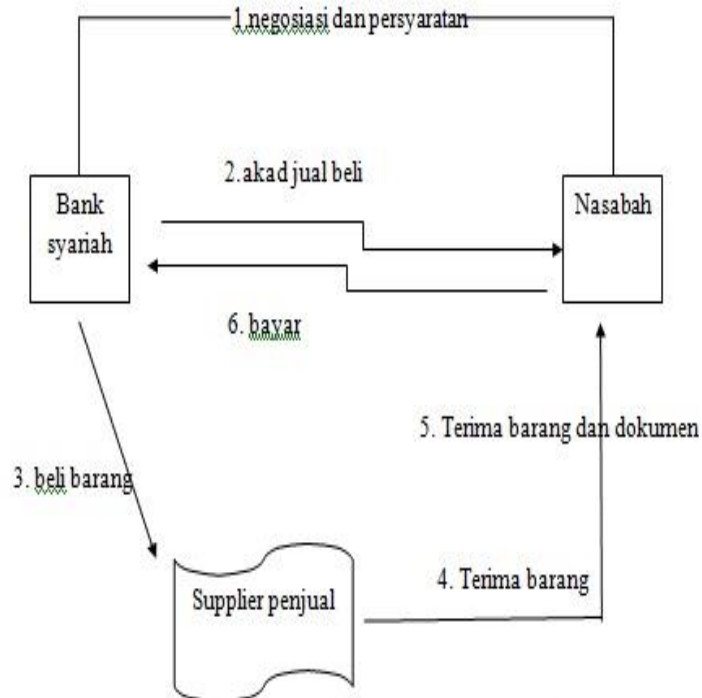 1.negosiasi dan persyaratan
2.akad jual beli
Bank
syariah
Nasabah
6. bayar
5. Terima barang dan dokumen
3. beli barang
4. Terima barang
Supplier penjual